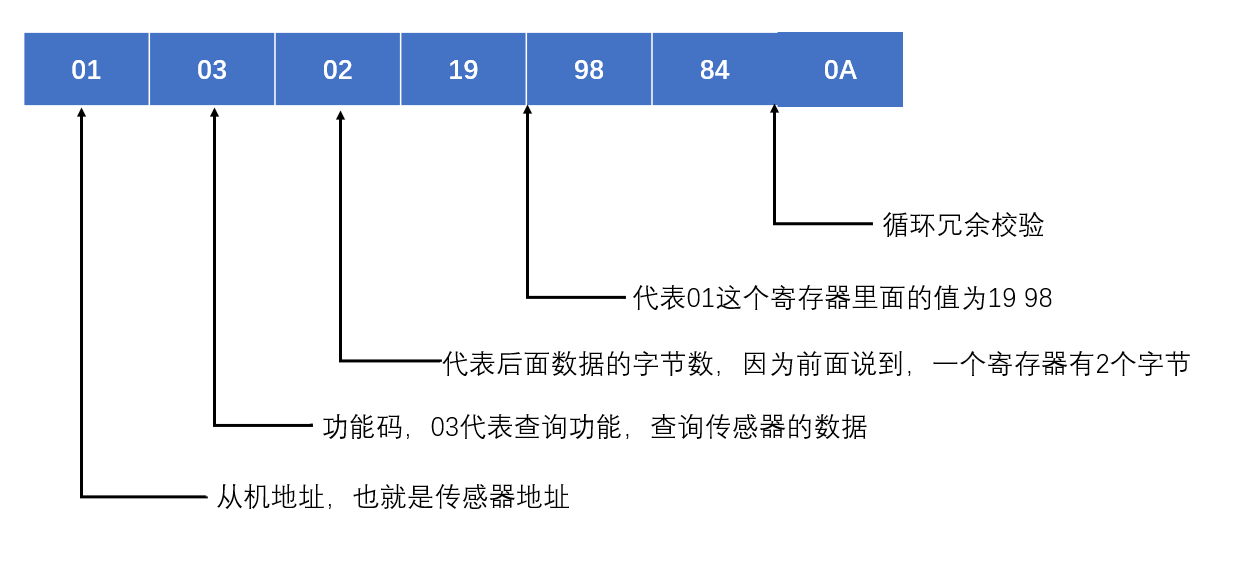 01 03 02 19 98 84 0A
循环冗余校验
代表01这个寄存器里面的值为19 98
代表后面数据的字节数，因为前面说到，一个寄存器有2个字节
功能码，03代表查询功能，查询传感器的数据
从机地址，也就是传感器地址